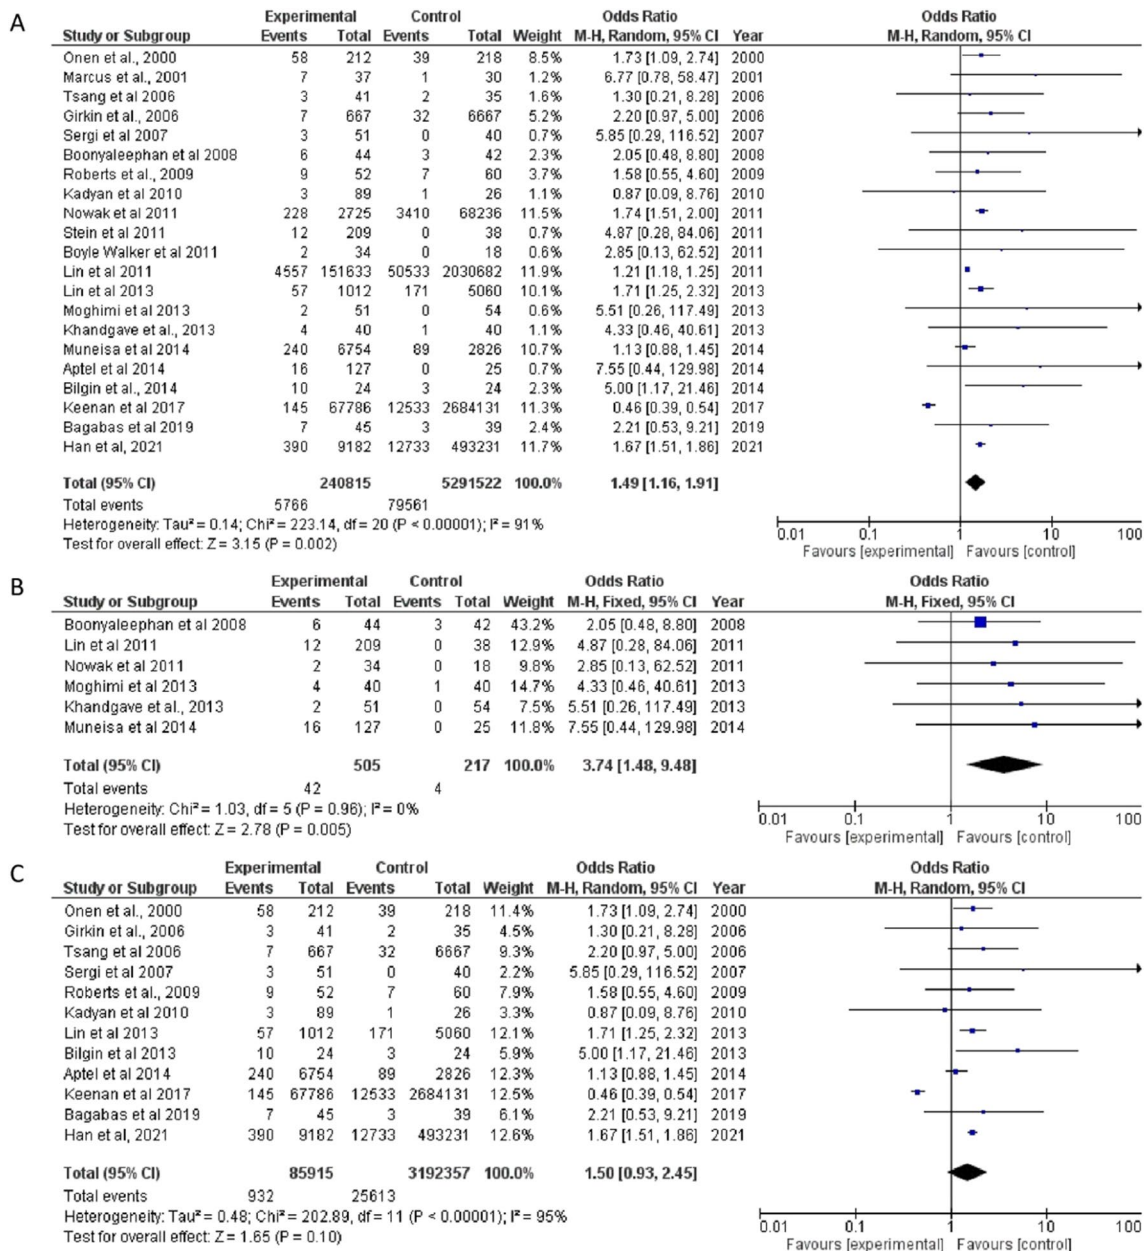 A
Experimental Control Odds Ratio Odds Ratio
Study or Subgroup Events Total Events Total Weight M-H, Random, 95% CI Year M-H, Random, 95% CI
Onen et al., 2000 58 212 39 218 8.5% 1.73 [1.09, 2.74] 2000
Marcus et al., 2001 7 37 1 30 1.2% 6.77 [0.78, 58.47] 2001
Tsang et al 2006 3 41 2 35 1.6% 1.30 [0.21, 8.28] 2006
Girkin et al., 2006 7 667 32 6667 5.2% 2.20 [0.97, 5.00] 2006
Sergi et al 2007 3 51 0 40 0.7% 5.85 [0.29, 116.52] 2007
Boonyaleephan et al 2008 6 44 3 42 2.3% 2.05 [0.48, 8.80] 2008
Roberts et al., 2009 9 52 7 60 3.7% 1.58 [0.55, 4.60] 2009
Kadyan et al 2010 3 89 1 26 1.1% 0.87 [0.09, 8.76] 2010
Nowak et al 2011 228 2725 3410 68236 11.5% 1.74 [1.51, 2.00] 2011
Stein et al 2011 12 209 0 38 0.7% 4.87 [0.28, 84.06] 2011
Boyle Walker et al 2011 2 34 0 18 0.6% 2.85 [0.13, 62.52] 2011
Lin et al 2011 4557 151633 50533 2030682 11.9% 1.21 [1.18, 1.25] 2011
Lin et al 2013 57 1012 171 5060 10.1% 1.71 [1.25, 2.32] 2013
Moghimi et al 2013 2 51 0 54 0.6% 5.51 [0.26, 117.49] 2013
Khandgave et al., 2013 4 40 1 40 1.1% 4.33 [0.46, 40.61] 2013
Muneisa et al 2014 240 6754 89 2826 10.7% 1.13 [0.88, 1.45] 2014
Aptel et al 2014 16 127 0 25 0.7% 7.55 [0.44, 129.98] 2014
Bilgin et al., 2014 10 24 3 24 2.3% 5.00 [1.17, 21.46] 2014
Keenan et al 2017 145 67786 12533 2684131 11.3% 0.46 [0.39, 0.54] 2017
Bagabas et al 2019 7 45 3 39 2.4% 2.21 [0.53, 9.21] 2019
Han et al, 2021 390 9182 12733 493231 11.7% 1.67 [1.51, 1.86] 2021
Total (95% CI) 240815 5291522 100.0% 1.49 [1.16, 1.91]
Total events 5766 79561
Heterogeneity: Tau² = 0.14; Chi² = 223.14, df = 20 (P < 0.00001); I² = 91%
Test for overall effect: Z = 3.15 (P = 0.002)
0.01 0.1 1 10 100
Favours [experimental] Favours [control]
B
Experimental Control Odds Ratio Odds Ratio
Study or Subgroup Events Total Events Total Weight M-H, Fixed, 95% CI Year M-H, Fixed, 95% CI
Boonyaleephan et al 2008 6 44 3 42 43.2% 2.05 [0.48, 8.80] 2008
Lin et al 2011 12 209 0 38 12.9% 4.87 [0.28, 84.06] 2011
Nowak et al 2011 2 34 0 18 9.8% 2.85 [0.13, 62.52] 2011
Moghimi et al 2013 4 40 1 40 14.7% 4.33 [0.46, 40.61] 2013
Khandgave et al., 2013 2 51 0 54 7.5% 5.51 [0.26, 117.49] 2013
Muneisa et al 2014 16 127 0 25 11.8% 7.55 [0.44, 129.98] 2014
Total (95% CI) 505 217 100.0% 3.74 [1.48, 9.48]
Total events 42 4
Heterogeneity: Chi² = 1.03, df = 5 (P = 0.96); I² = 0%
Test for overall effect: Z = 2.78 (P = 0.005)
0.01 0.1 1 10 100
Favours [experimental] Favours [control]
C
Experimental Control Odds Ratio Odds Ratio
Study or Subgroup Events Total Events Total Weight M-H, Random, 95% CI Year M-H, Random, 95% CI
Onen et al., 2000 58 212 39 218 11.4% 1.73 [1.09, 2.74] 2000
Girkin et al., 2006 3 41 2 35 4.5% 1.30 [0.21, 8.28] 2006
Tsang et al 2006 7 667 32 6667 9.3% 2.20 [0.97, 5.00] 2006
Sergi et al 2007 3 51 0 40 2.2% 5.85 [0.29, 116.52] 2007
Roberts et al., 2009 9 52 7 60 7.9% 1.58 [0.55, 4.60] 2009
Kadyan et al 2010 3 89 1 26 3.3% 0.87 [0.09, 8.76] 2010
Lin et al 2013 57 1012 171 5060 12.1% 1.71 [1.25, 2.32] 2013
Bilgin et al 2013 10 24 3 24 5.9% 5.00 [1.17, 21.46] 2013
Aptel et al 2014 240 6754 89 2826 12.3% 1.13 [0.88, 1.45] 2014
Keenan et al 2017 145 67786 12533 2684131 12.5% 0.46 [0.39, 0.54] 2017
Bagabas et al 2019 7 45 3 39 6.1% 2.21 [0.53, 9.21] 2019
Han et al, 2021 390 9182 12733 493231 12.6% 1.67 [1.51, 1.86] 2021
Total (95% CI) 85915 3192357 100.0% 1.50 [0.93, 2.45]
Total events 932 25613
Heterogeneity: Tau² = 0.48; Chi² = 202.89, df = 11 (P < 0.00001); I² = 95%
Test for overall effect: Z = 1.65 (P = 0.10)
0.01 0.1 1 10 100
Favours [experimental] Favours [control]